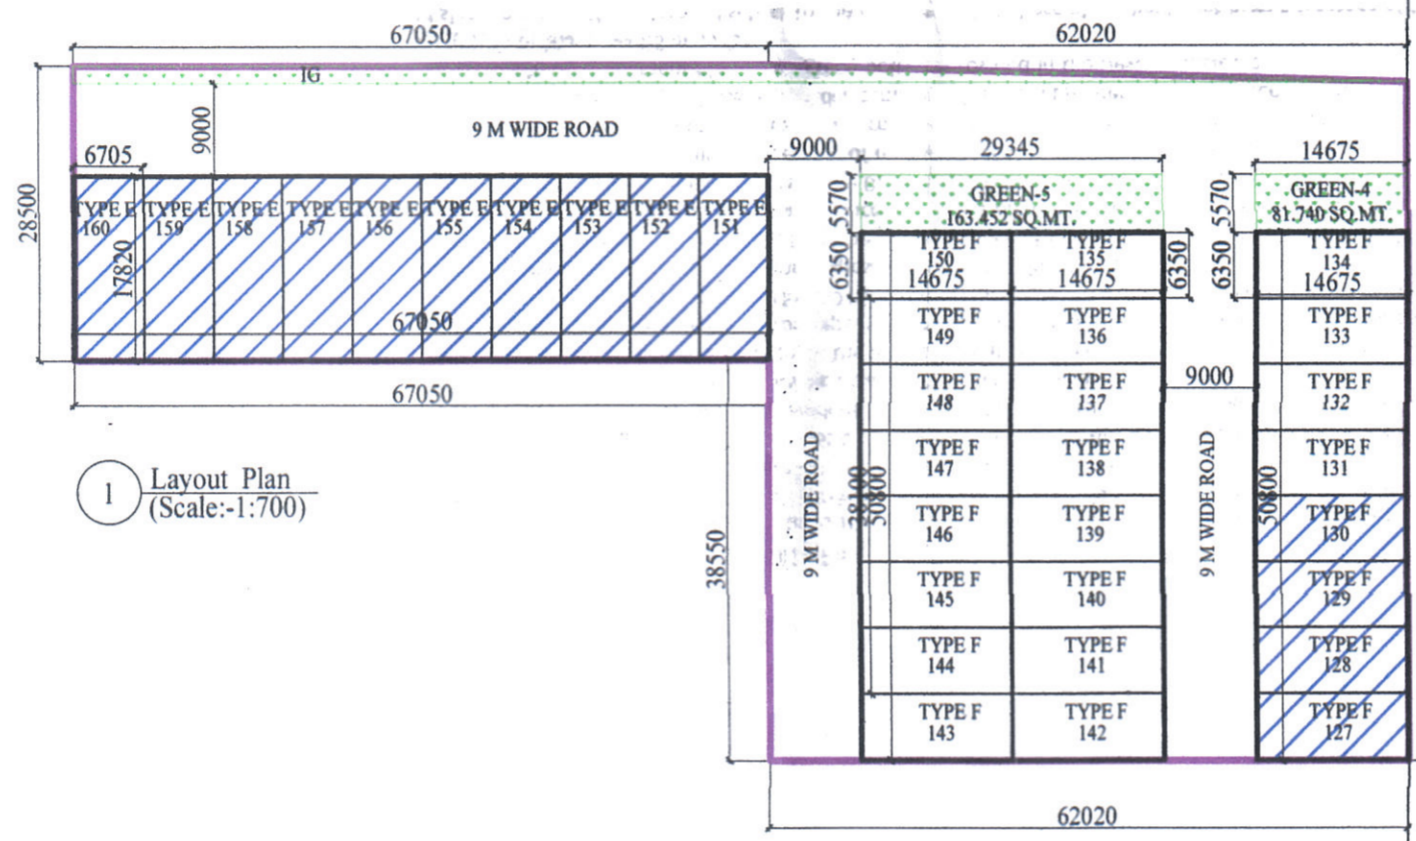 67050
62020
IG
9000
9 M WIDE ROAD
28500
6705
9000
29345
14675
5570
GREEN-5
163.452 SQ.MT.
5570
GREEN-4
81.740 SQ.MT.
TYPE E
160
TYPE E
159
TYPE E
158
TYPE E
157
TYPE E
156
TYPE E
155
TYPE E
154
TYPE E
153
TYPE E
152
TYPE E
151
17820
67050
67050
6350
TYPE F
150
14675
TYPE F
135
14675
6350
6350
TYPE F
134
14675
TYPE F
149
TYPE F
136
TYPE F
133
TYPE F
148
TYPE F
137
9000
TYPE F
132
TYPE F
147
TYPE F
138
TYPE F
131
1
Layout Plan
(Scale:-1:700)
38550
9 M WIDE ROAD
38100
50800
9 M WIDE ROAD
50800
TYPE F
146
TYPE F
139
TYPE F
130
TYPE F
145
TYPE F
140
TYPE F
129
TYPE F
144
TYPE F
141
TYPE F
128
TYPE F
143
TYPE F
142
TYPE F
127
62020